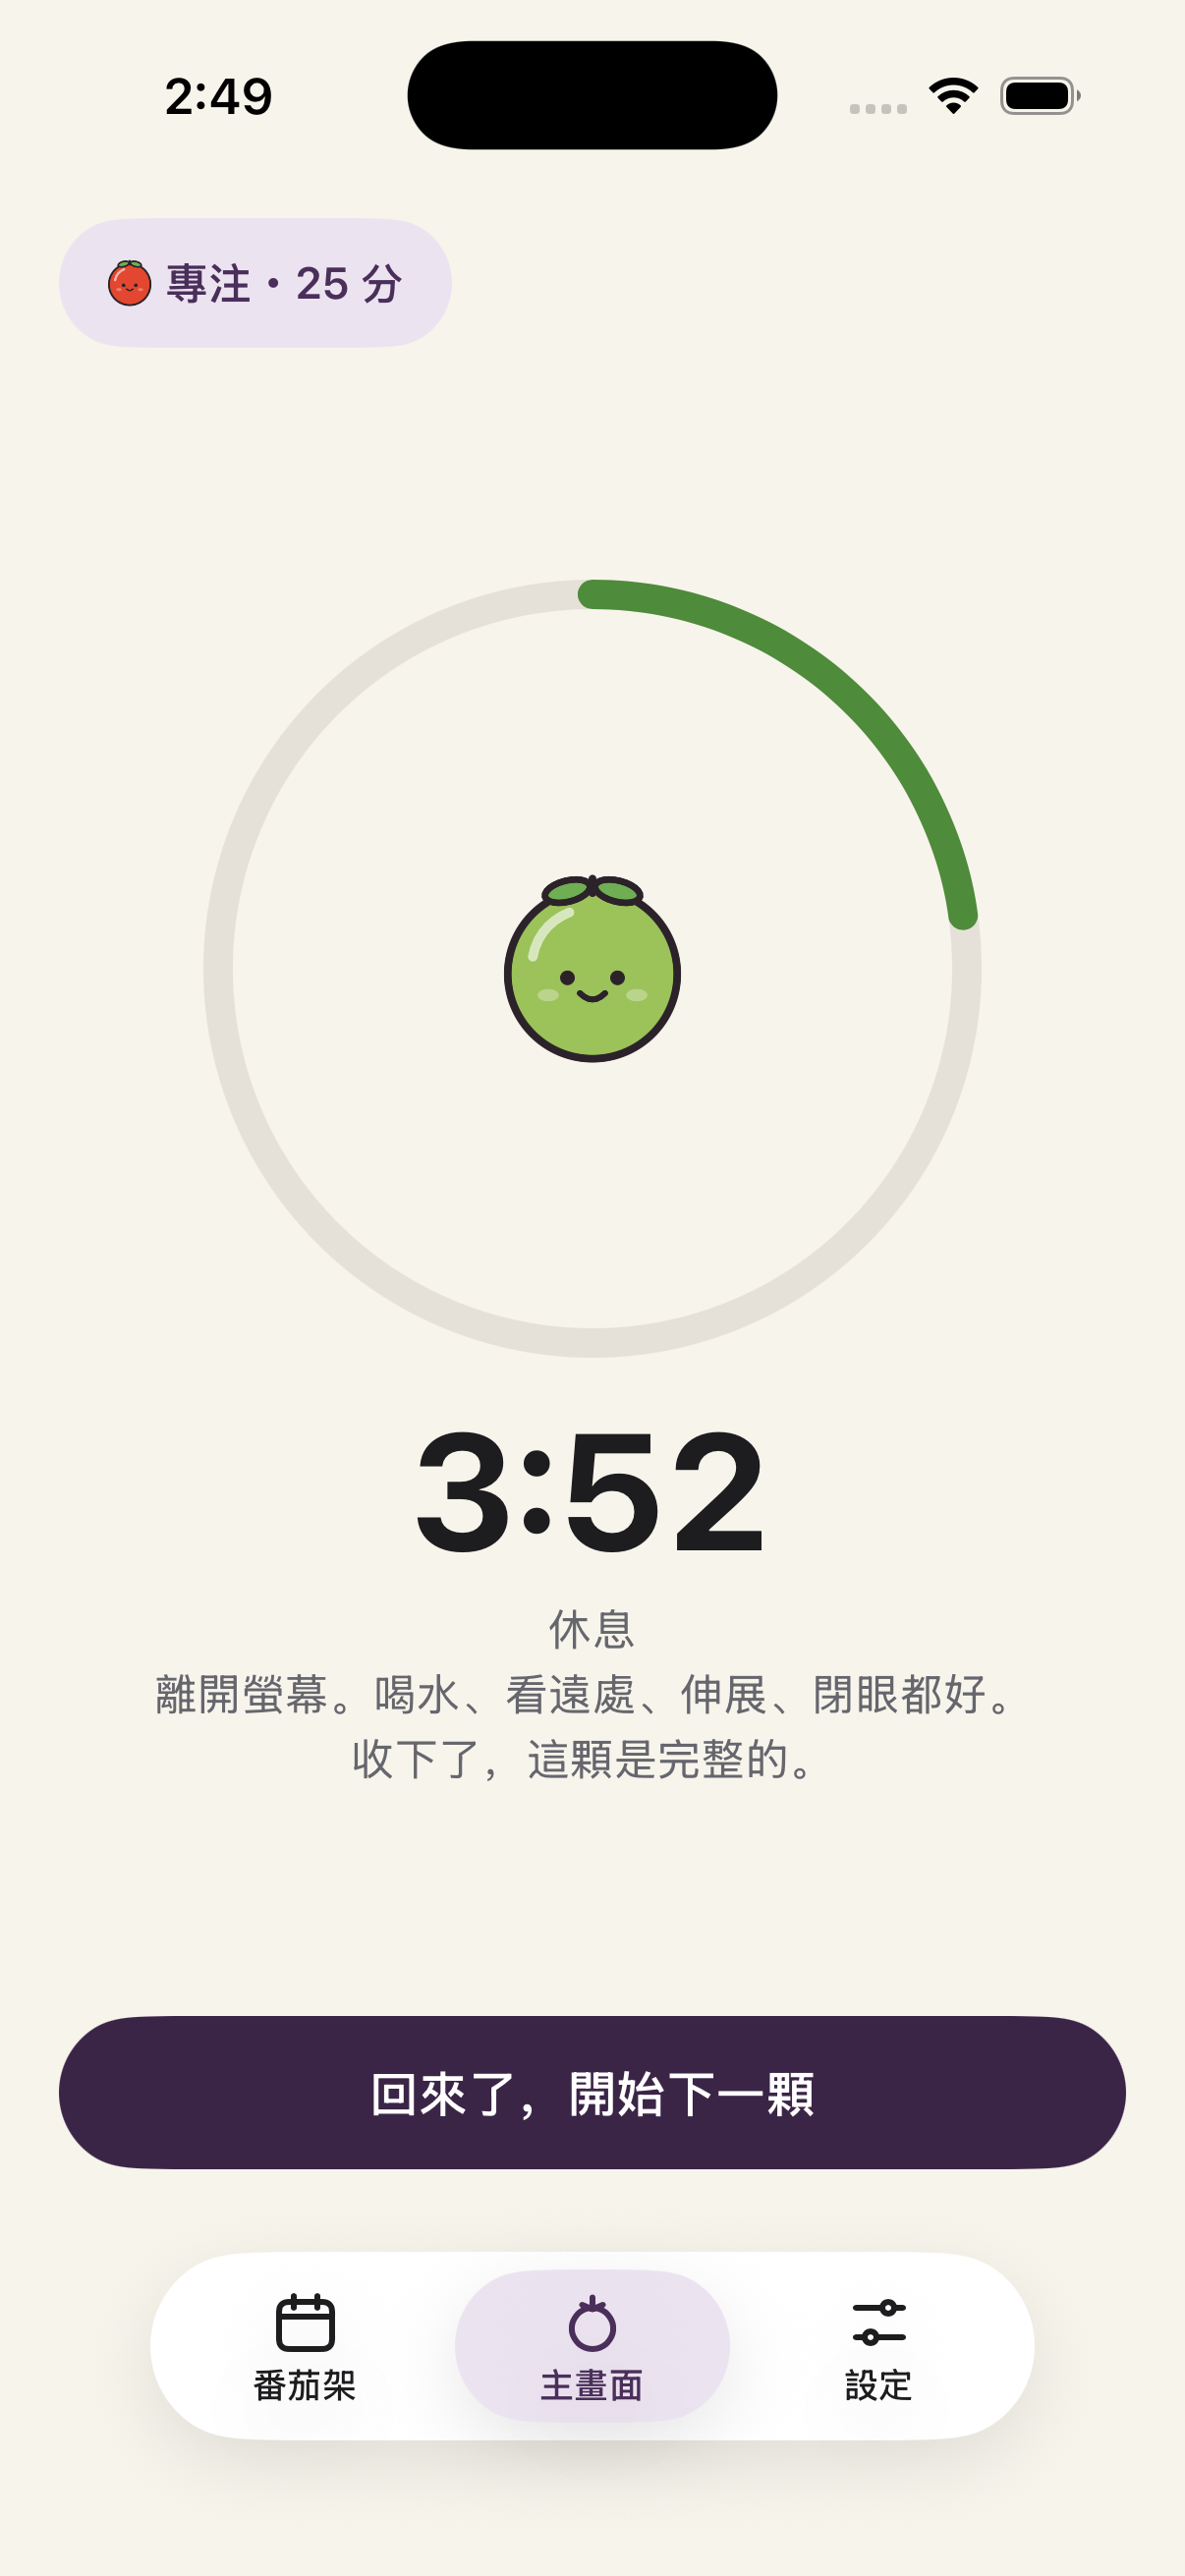 2:49
專注・25 分
3:52
休息
離開螢幕。喝水、看遠處、伸展、閉眼都好。
收下了，這顆是完整的。
回來了，開始下一顆
番茄架
主畫面
設定